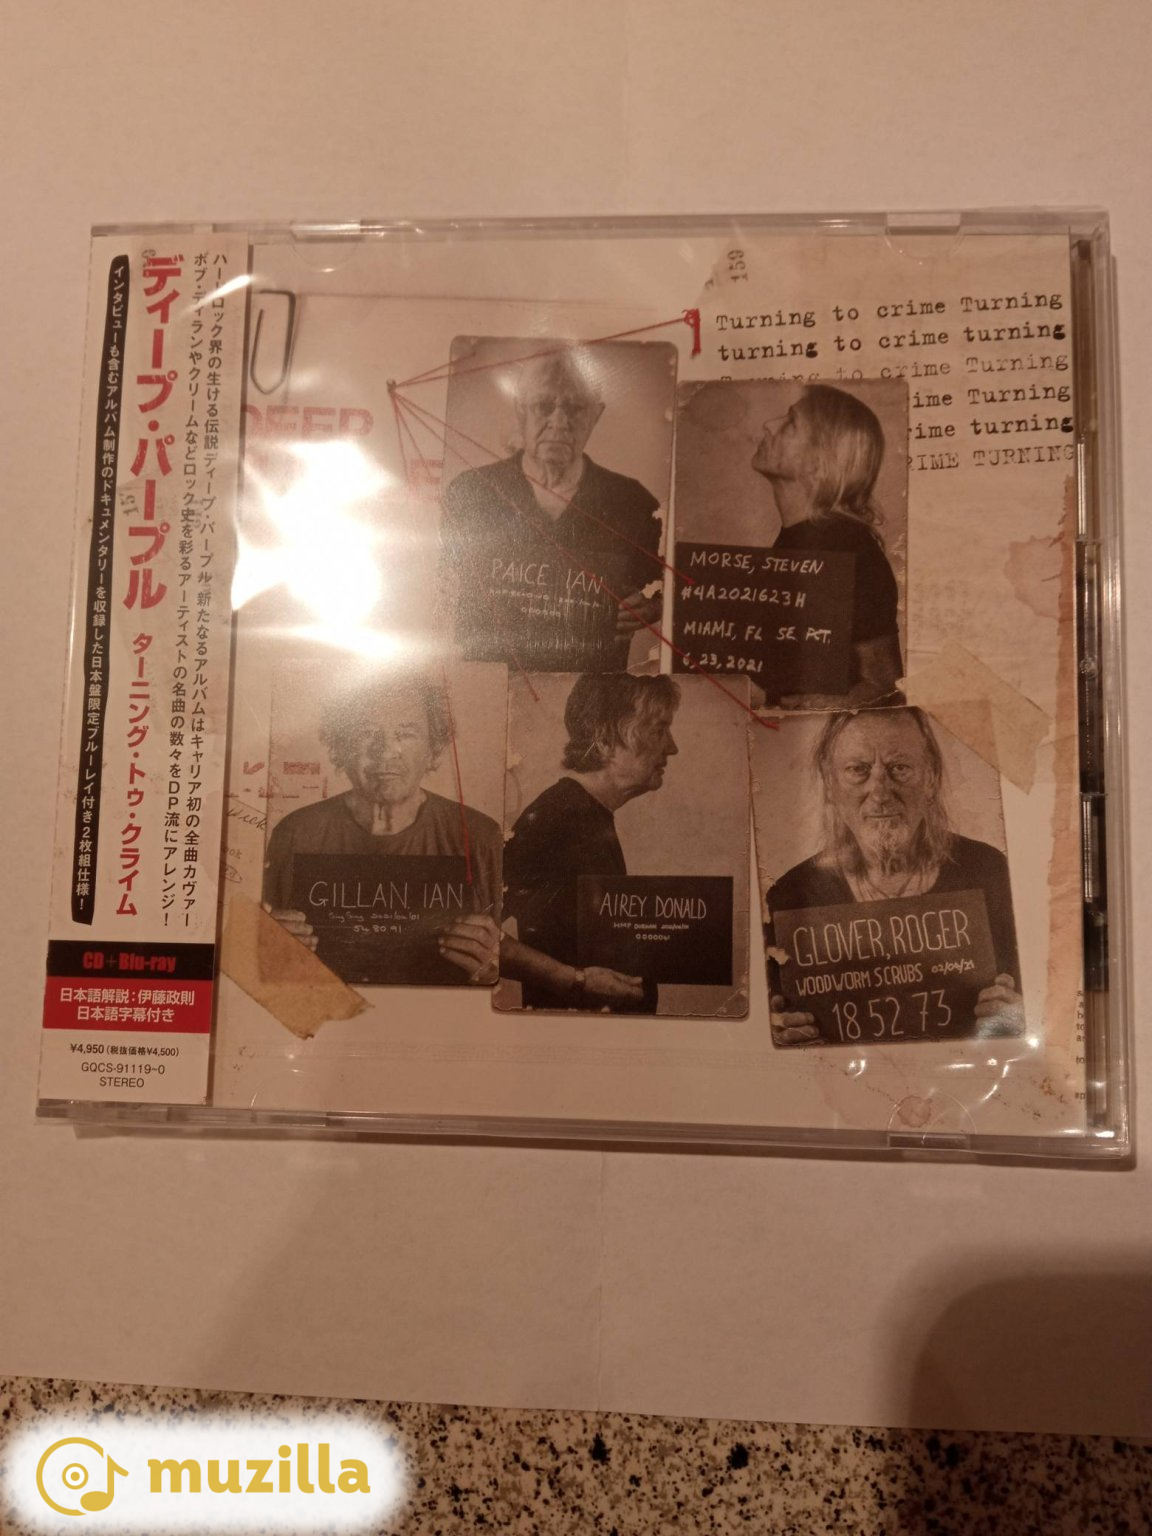 ハードロック界の生ける伝説ディープ・パープル、新たなるアルバムはキャリア初の全曲カヴァー
ボブ・ディランやクリームなどロック史を彩るアーティストの名曲の数々をDP流にアレンジ!
ディープ・パープル ターニング・トゥ・クライム
インタビューも含むアルバム制作のドキュメンタリーを収録した日本盤限定ブルーレイ付き2枚組仕様!
CD+Blu-ray
日本語解説:伊藤政則
日本語字幕付き
¥4,950(税抜価格¥4,500)
GQCS-91119~0
STEREO
159
Turning to crime Turning
turning to crime turning
Turning to crime Turning
ime Turning
rime turning
RIME TURNING
DEEP
PAICE IAN
MORSE, STEVEN
#4A2021623H
MIAMI, FL SE PCT.
6,23,2021
GILLAN, IAN
54 80 91
AIREY DONALD
GLOVER, ROGER
WOODWORM SCRUBS 02/04/21
18 52 73
muzilla